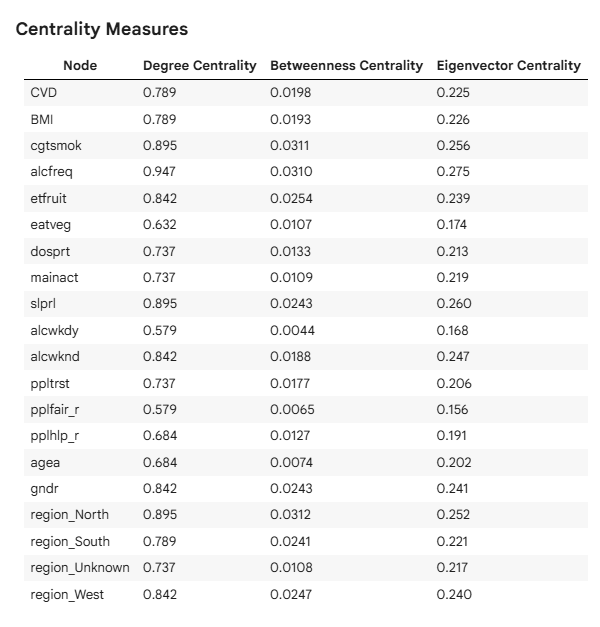 Centrality Measures
Node Degree Centrality Betweenness Centrality Eigenvector Centrality
CVD 0.789 0.0198 0.225
BMI 0.789 0.0193 0.226
cgtsmok 0.895 0.0311 0.256
alcfreq 0.947 0.0310 0.275
etfruit 0.842 0.0254 0.239
eatveg 0.632 0.0107 0.174
dosprt 0.737 0.0133 0.213
mainact 0.737 0.0109 0.219
slprl 0.895 0.0243 0.260
alcwkdy 0.579 0.0044 0.168
alcwknd 0.842 0.0188 0.247
ppltrst 0.737 0.0177 0.206
pplfair_r 0.579 0.0065 0.156
pplhlp_r 0.684 0.0127 0.191
agea 0.684 0.0074 0.202
gndr 0.842 0.0243 0.241
region_North 0.895 0.0312 0.252
region_South 0.789 0.0241 0.221
region_Unknown 0.737 0.0108 0.217
region_West 0.842 0.0247 0.240